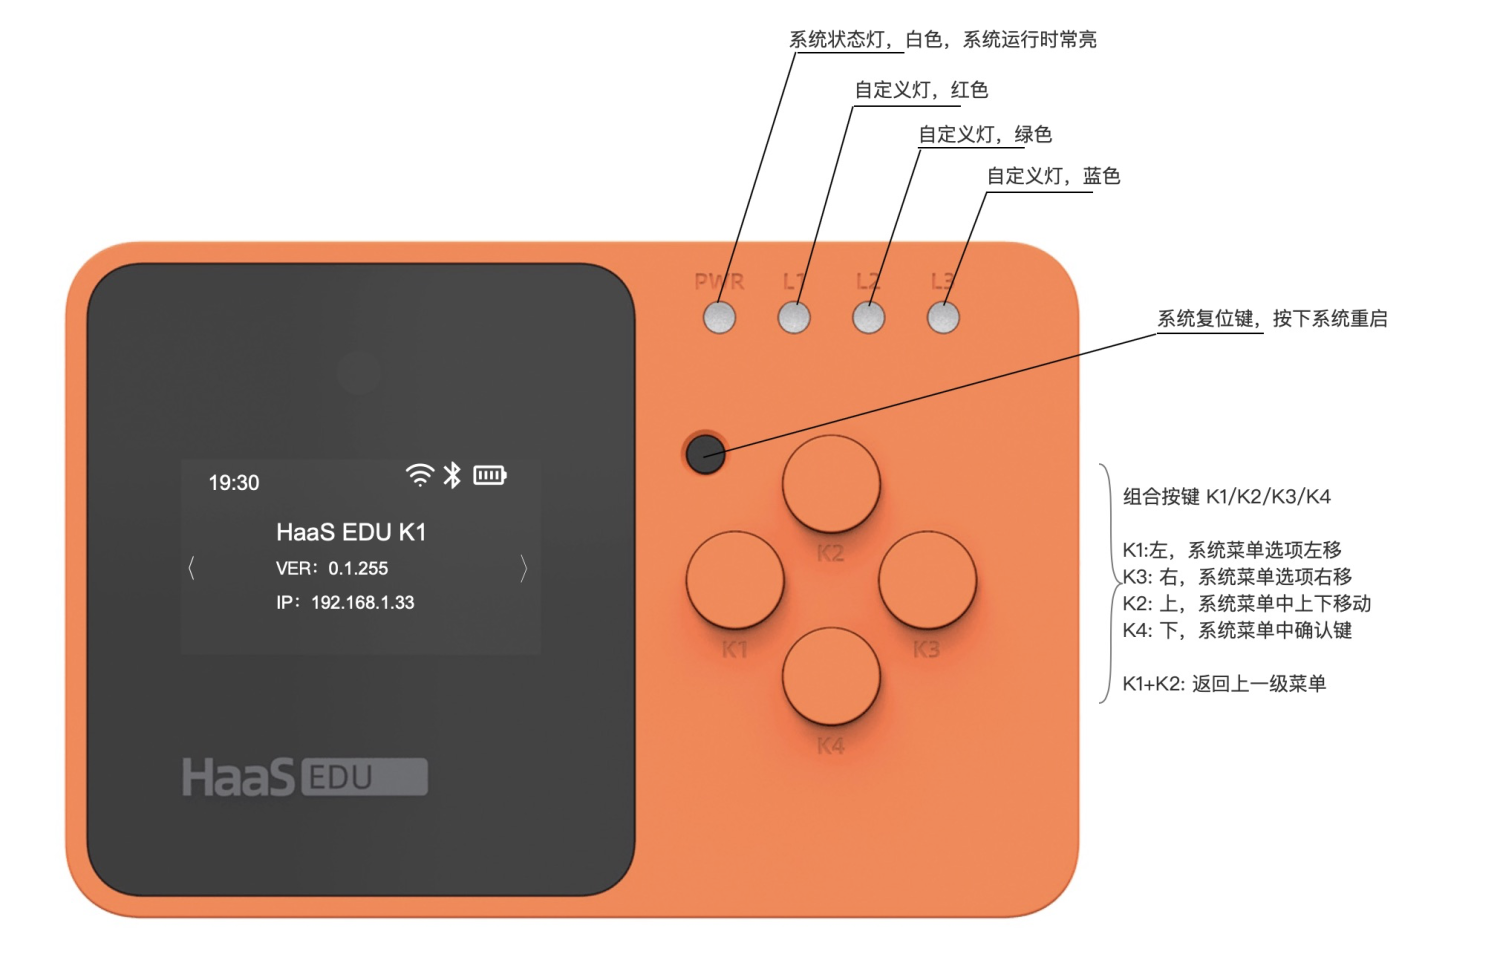 系统状态灯，白色，系统运行时常亮
自定义灯，红色
自定义灯，绿色
自定义灯，蓝色
PWR L1 L2 L3
系统复位键，按下系统重启
19:30
HaaS EDU K1
VER：0.1.255
IP：192.168.1.33
〈 〉
K2
K1 K3
K4
组合按键 K1/K2/K3/K4
K1:左，系统菜单选项左移
K3: 右，系统菜单选项右移
K2: 上，系统菜单中上下移动
K4: 下，系统菜单中确认键
K1+K2: 返回上一级菜单
HaaS EDU